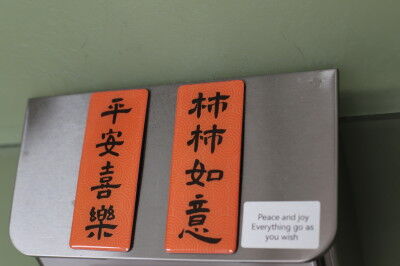 平安喜樂
柿柿如意
Peace and joy
Everything go as
you wish